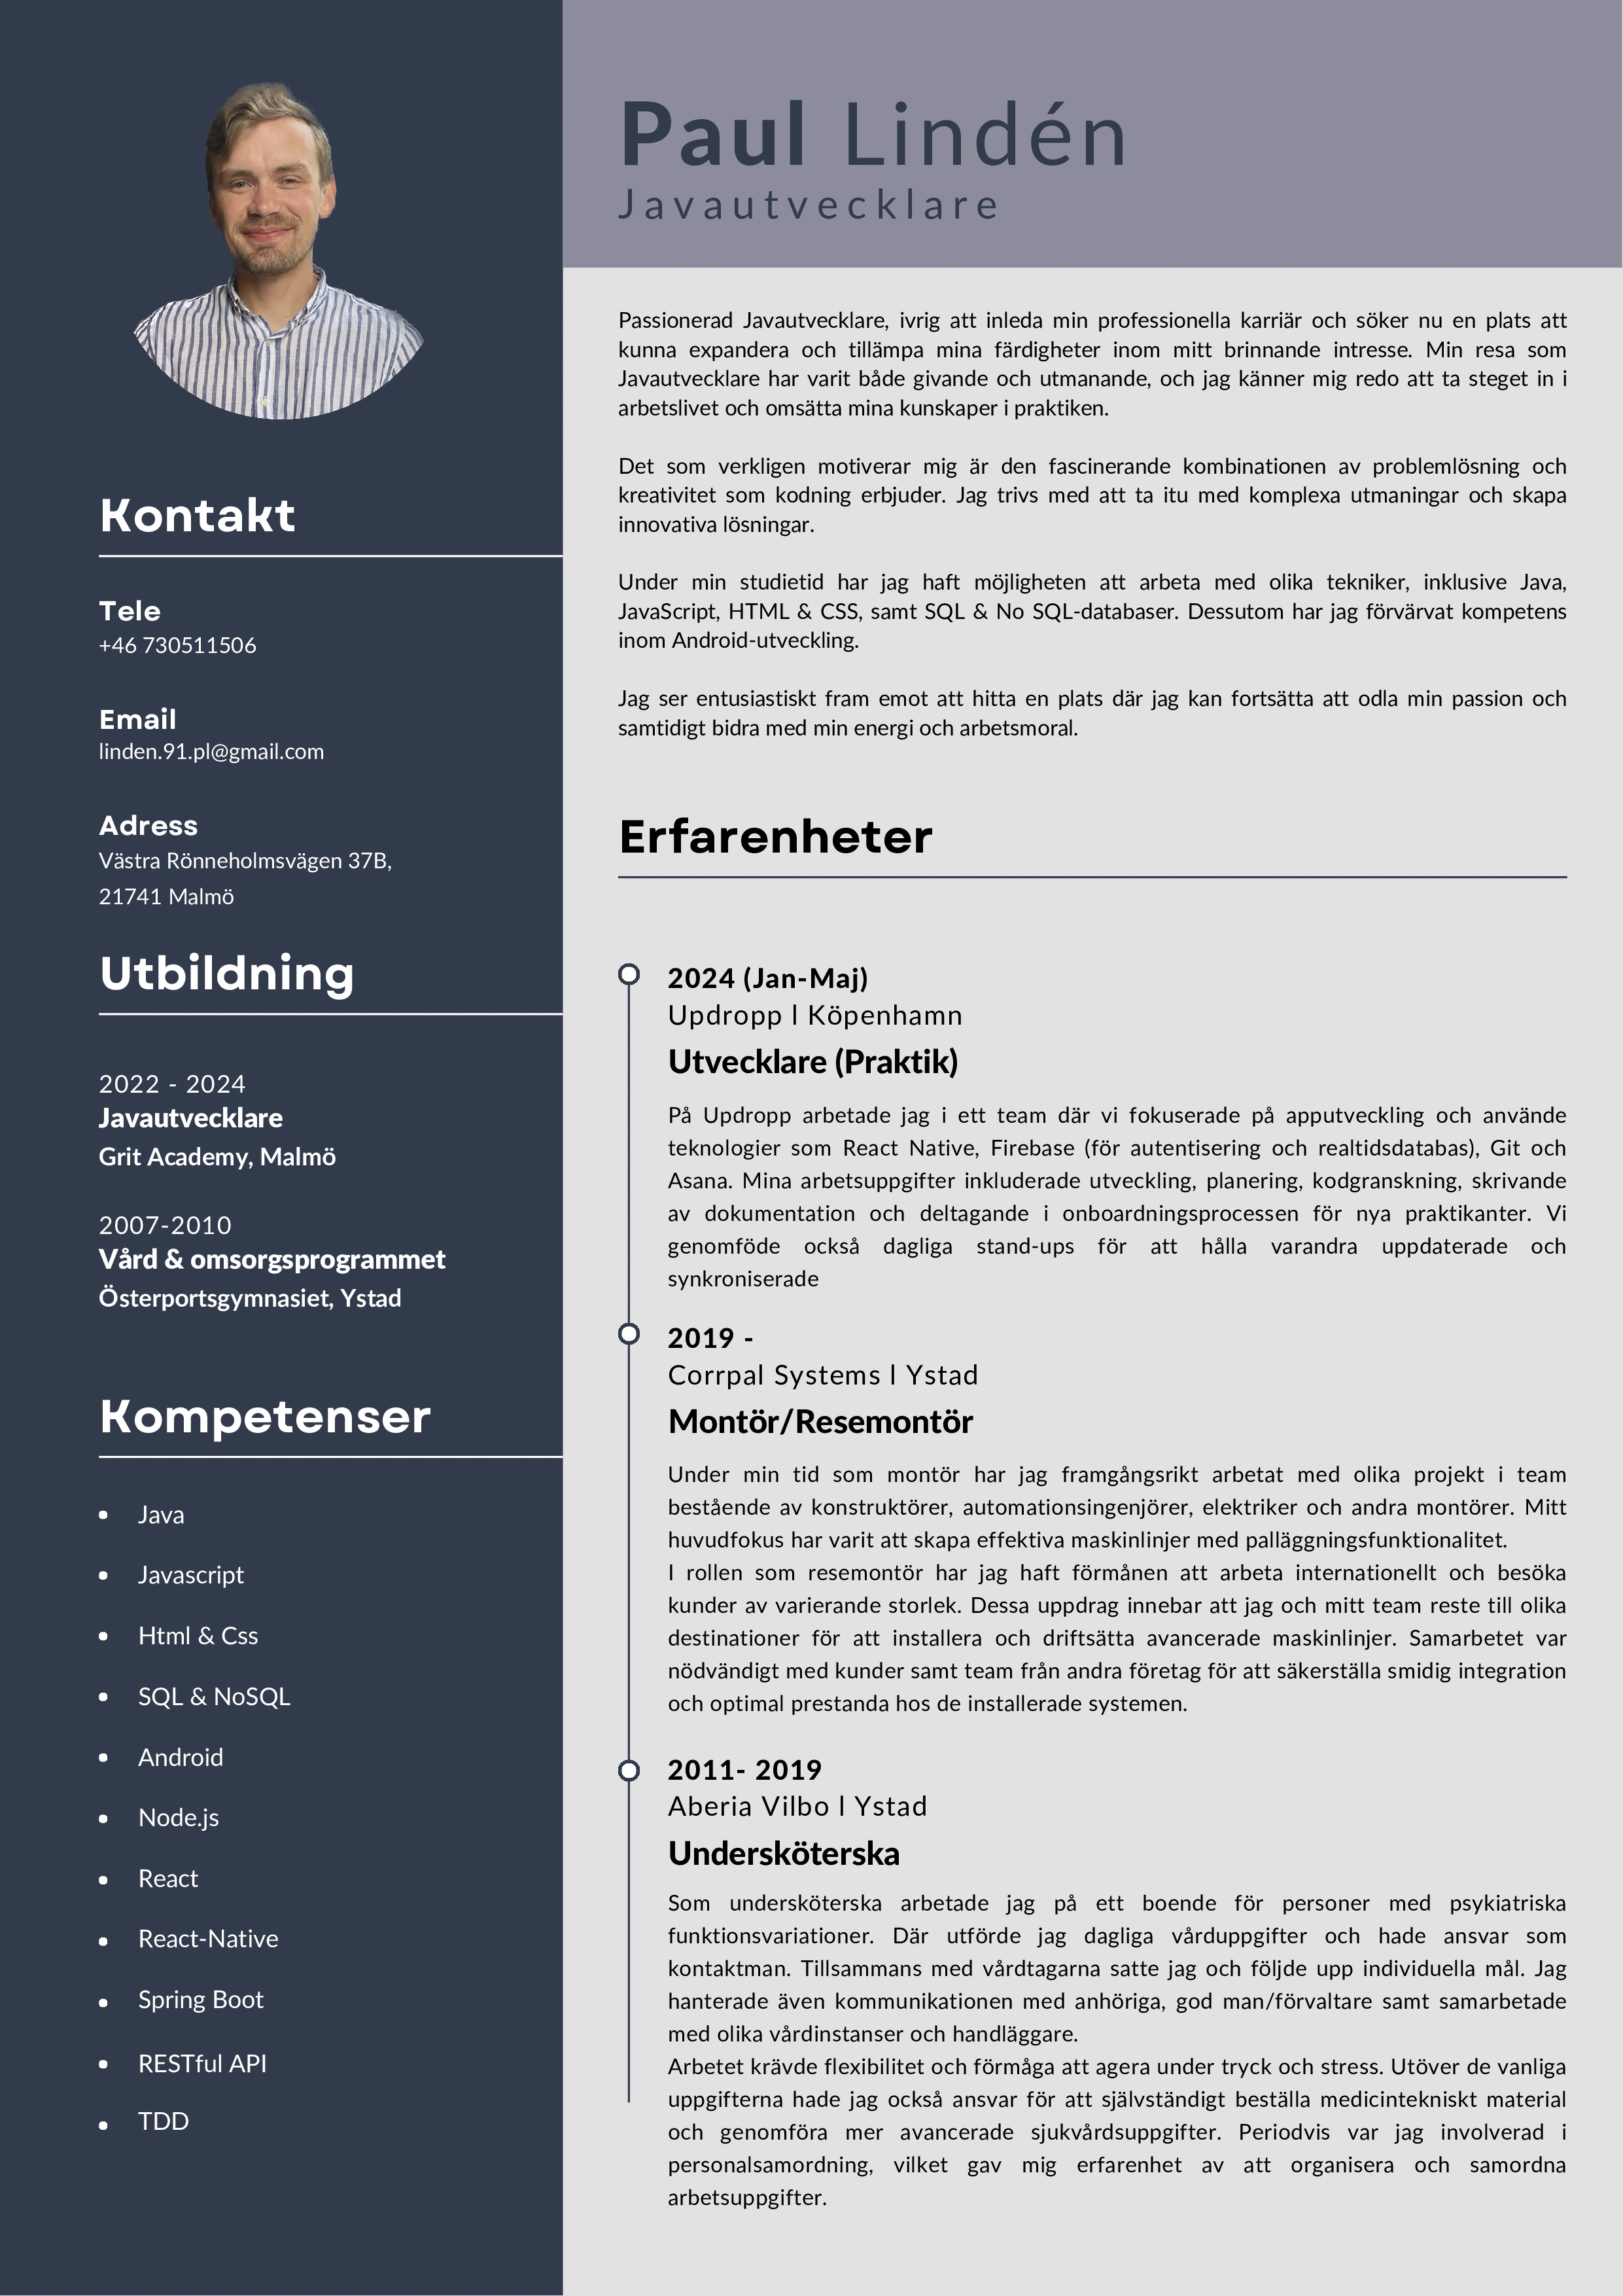 Paul Lindén
Javautvecklare
Kontakt
Tele
+46 730511506
Email
linden.91.pl@gmail.com
Adress
Västra Rönneholmsvägen 37B,
21741 Malmö
Utbildning
2022 - 2024
Javautvecklare
Grit Academy, Malmö
2007-2010
Vård & omsorgsprogrammet
Österportsgymnasiet, Ystad
Kompetenser
• Java
• Javascript
• Html & Css
• SQL & NoSQL
• Android
• Node.js
• React
• React-Native
• Spring Boot
• RESTful API
• TDD
Passionerad Javautvecklare, ivrig att inleda min professionella karriär och söker nu en plats att
kunna expandera och tillämpa mina färdigheter inom mitt brinnande intresse. Min resa som
Javautvecklare har varit både givande och utmanande, och jag känner mig redo att ta steget in i
arbetslivet och omsätta mina kunskaper i praktiken.
Det som verkligen motiverar mig är den fascinerande kombinationen av problemlösning och
kreativitet som kodning erbjuder. Jag trivs med att ta itu med komplexa utmaningar och skapa
innovativa lösningar.
Under min studietid har jag haft möjligheten att arbeta med olika tekniker, inklusive Java,
JavaScript, HTML & CSS, samt SQL & No SQL-databaser. Dessutom har jag förvärvat kompetens
inom Android-utveckling.
Jag ser entusiastiskt fram emot att hitta en plats där jag kan fortsätta att odla min passion och
samtidigt bidra med min energi och arbetsmoral.
Erfarenheter
2024 (Jan-Maj)
Updropp l Köpenhamn
Utvecklare (Praktik)
På Updropp arbetade jag i ett team där vi fokuserade på apputveckling och använde
teknologier som React Native, Firebase (för autentisering och realtidsdatabas), Git och
Asana. Mina arbetsuppgifter inkluderade utveckling, planering, kodgranskning, skrivande
av dokumentation och deltagande i onboardningsprocessen för nya praktikanter. Vi
genomföde också dagliga stand-ups för att hålla varandra uppdaterade och
synkroniserade
2019 -
Corrpal Systems l Ystad
Montör/Resemontör
Under min tid som montör har jag framgångsrikt arbetat med olika projekt i team
bestående av konstruktörer, automationsingenjörer, elektriker och andra montörer. Mitt
huvudfokus har varit att skapa effektiva maskinlinjer med palläggningsfunktionalitet.
I rollen som resemontör har jag haft förmånen att arbeta internationellt och besöka
kunder av varierande storlek. Dessa uppdrag innebar att jag och mitt team reste till olika
destinationer för att installera och driftsätta avancerade maskinlinjer. Samarbetet var
nödvändigt med kunder samt team från andra företag för att säkerställa smidig integration
och optimal prestanda hos de installerade systemen.
2011- 2019
Aberia Vilbo l Ystad
Undersköterska
Som undersköterska arbetade jag på ett boende för personer med psykiatriska
funktionsvariationer. Där utförde jag dagliga vårduppgifter och hade ansvar som
kontaktman. Tillsammans med vårdtagarna satte jag och följde upp individuella mål. Jag
hanterade även kommunikationen med anhöriga, god man/förvaltare samt samarbetade
med olika vårdinstanser och handläggare.
Arbetet krävde flexibilitet och förmåga att agera under tryck och stress. Utöver de vanliga
uppgifterna hade jag också ansvar för att självständigt beställa medicintekniskt material
och genomföra mer avancerade sjukvårdsuppgifter. Periodvis var jag involverad i
personalsamordning, vilket gav mig erfarenhet av att organisera och samordna
arbetsuppgifter.